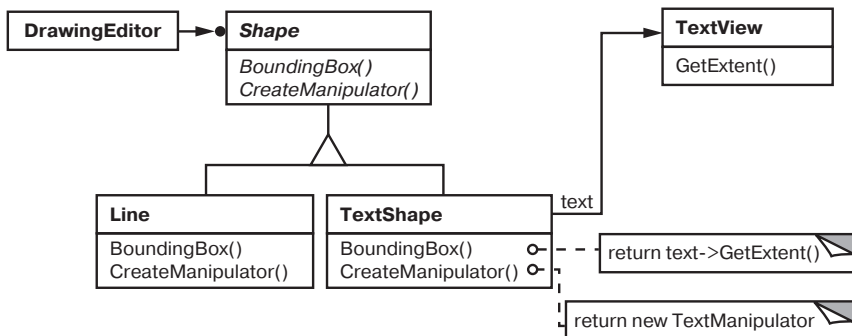 DrawingEditor
Shape
BoundingBox()
CreateManipulator()
TextView
GetExtent()
Line
BoundingBox()
CreateManipulator()
TextShape
BoundingBox()
CreateManipulator()
text
return text->GetExtent()
return new TextManipulator